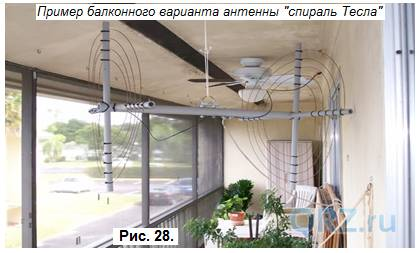 Пример балконного варианта антенны "спираль Тесла"
QRZ.ru
Рис. 28.